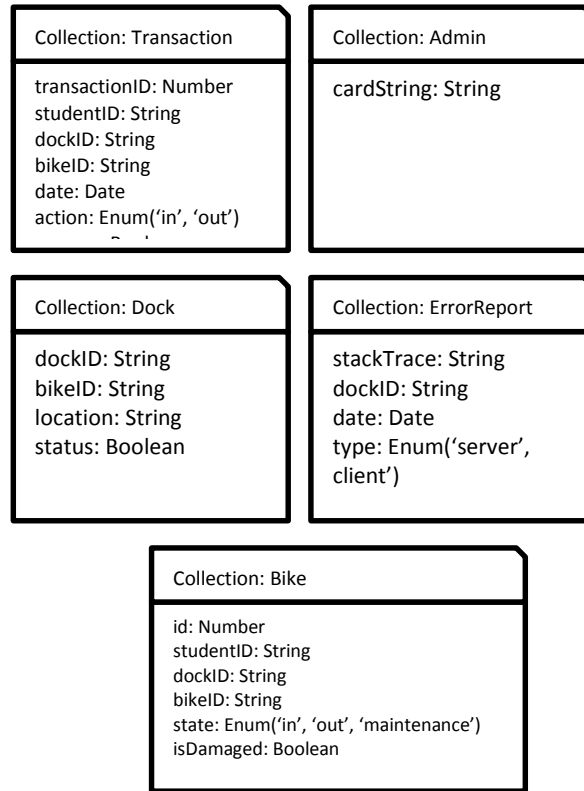 Collection: Transaction
transactionID: Number
studentID: String
dockID: String
bikeID: String
date: Date
action: Enum(‘in’, ‘out’)
Collection: Admin
cardString: String
Collection: Dock
dockID: String
bikeID: String
location: String
status: Boolean
Collection: ErrorReport
stackTrace: String
dockID: String
date: Date
type: Enum(‘server’,
client’)
Collection: Bike
id: Number
studentID: String
dockID: String
bikeID: String
state: Enum(‘in’, ‘out’, ‘maintenance’)
isDamaged: Boolean